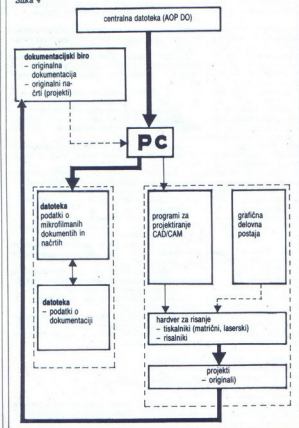 Slika 4
centralna datoteka (AOP DO)
dokumentacijski biro
– originalna
dokumentacija
– originalni na-
črti (projekti)
PC
datoteka
podatki o
mikrofilmanih
dokumentih in
načrtih
programi za
projektiranje
CAD/CAM
grafična
delovna
postaja
datoteka
– podatki o
dokumentaciji
hardver za risanje
– tiskalniki (matrični, laserski)
– risalniki
projekti
– originali)